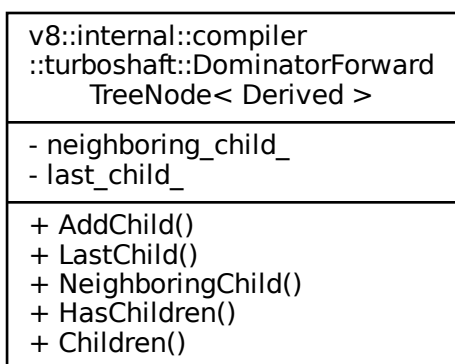 v8::internal::compiler
::turboshaft::DominatorForward
TreeNode< Derived >
- neighboring_child_
- last_child_
+ AddChild()
+ LastChild()
+ NeighboringChild()
+ HasChildren()
+ Children()